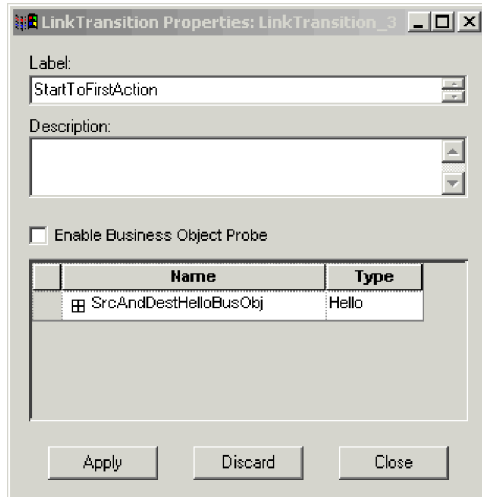 LinkTransition Properties: LinkTransition_3
Label:
StartToFirstAction
Description:
Enable Business Object Probe
Name Type
SrcAndDestHelloBusObj Hello
Apply Discard Close